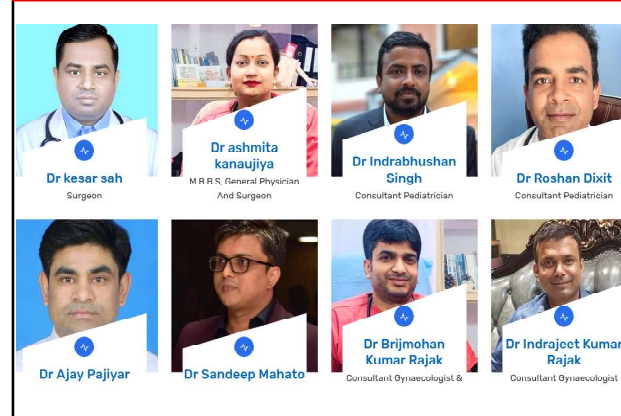 Dr kesar sah
Surgeon
Dr ashmita
kanaujiya
M.B.B.S, General Physician
And Surgeon
Dr Indrabhushan
Singh
Consultant Pediatrician
Dr Roshan Dixit
Consultant Pediatrician
Dr Ajay Pajiyar
Dr Sandeep Mahato
Dr Brijmohan
Kumar Rajak
Consultant Gynaecologist &
Dr Indrajeet Kumar
Rajak
Consultant Gynaecologist